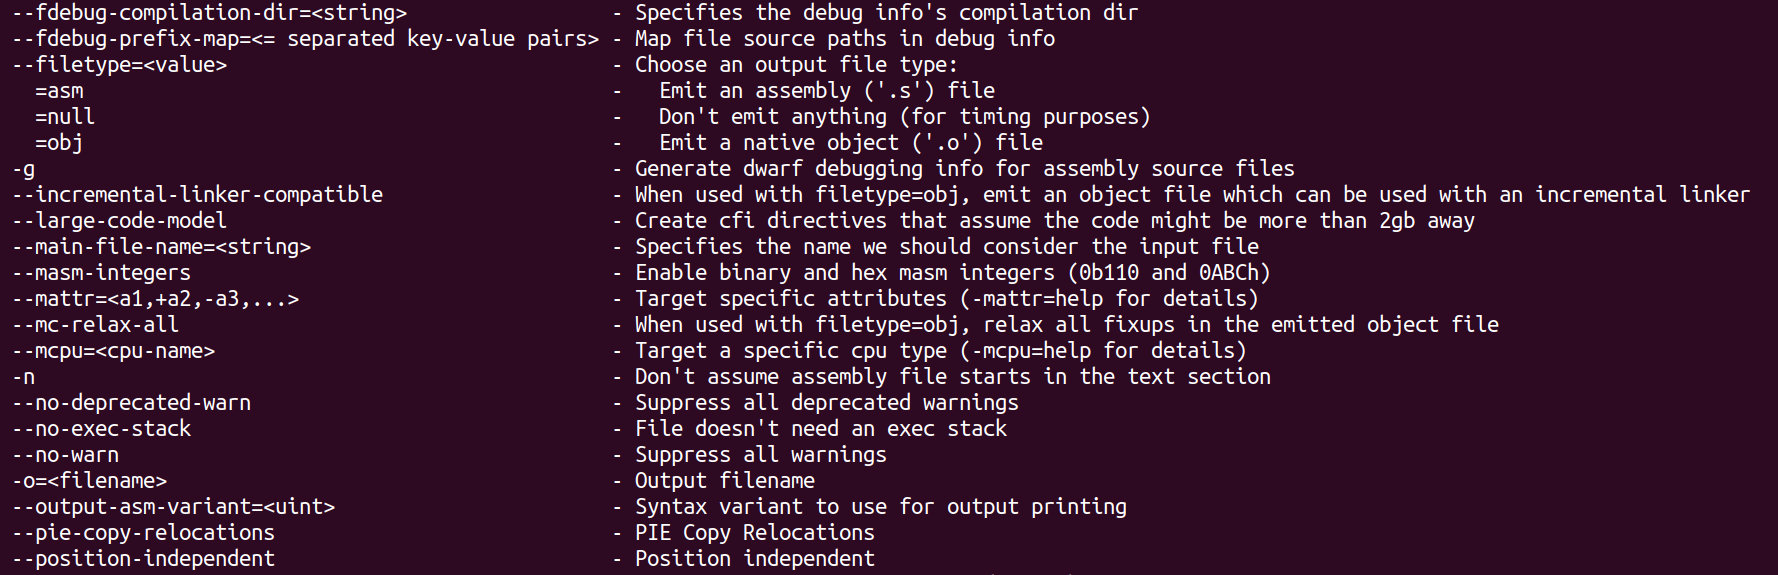 --fdebug-compilation-dir=<string>                 - Specifies the debug info's compilation dir
--fdebug-prefix-map=<= separated key-value pairs> - Map file source paths in debug info
--filetype=<value>                                - Choose an output file type:
  =asm                                            -   Emit an assembly ('.s') file
  =null                                           -   Don't emit anything (for timing purposes)
  =obj                                            -   Emit a native object ('.o') file
-g                                                - Generate dwarf debugging info for assembly source files
--incremental-linker-compatible                   - When used with filetype=obj, emit an object file which can be used with an incremental linker
--large-code-model                                - Create cfi directives that assume the code might be more than 2gb away
--main-file-name=<string>                         - Specifies the name we should consider the input file
--masm-integers                                   - Enable binary and hex masm integers (0b110 and 0ABCh)
--mattr=<a1,+a2,-a3,...>                          - Target specific attributes (-mattr=help for details)
--mc-relax-all                                    - When used with filetype=obj, relax all fixups in the emitted object file
--mcpu=<cpu-name>                                 - Target a specific cpu type (-mcpu=help for details)
-n                                                - Don't assume assembly file starts in the text section
--no-deprecated-warn                              - Suppress all deprecated warnings
--no-exec-stack                                   - File doesn't need an exec stack
--no-warn                                         - Suppress all warnings
-o=<filename>                                     - Output filename
--output-asm-variant=<uint>                       - Syntax variant to use for output printing
--pie-copy-relocations                            - PIE Copy Relocations
--position-independent                            - Position independent